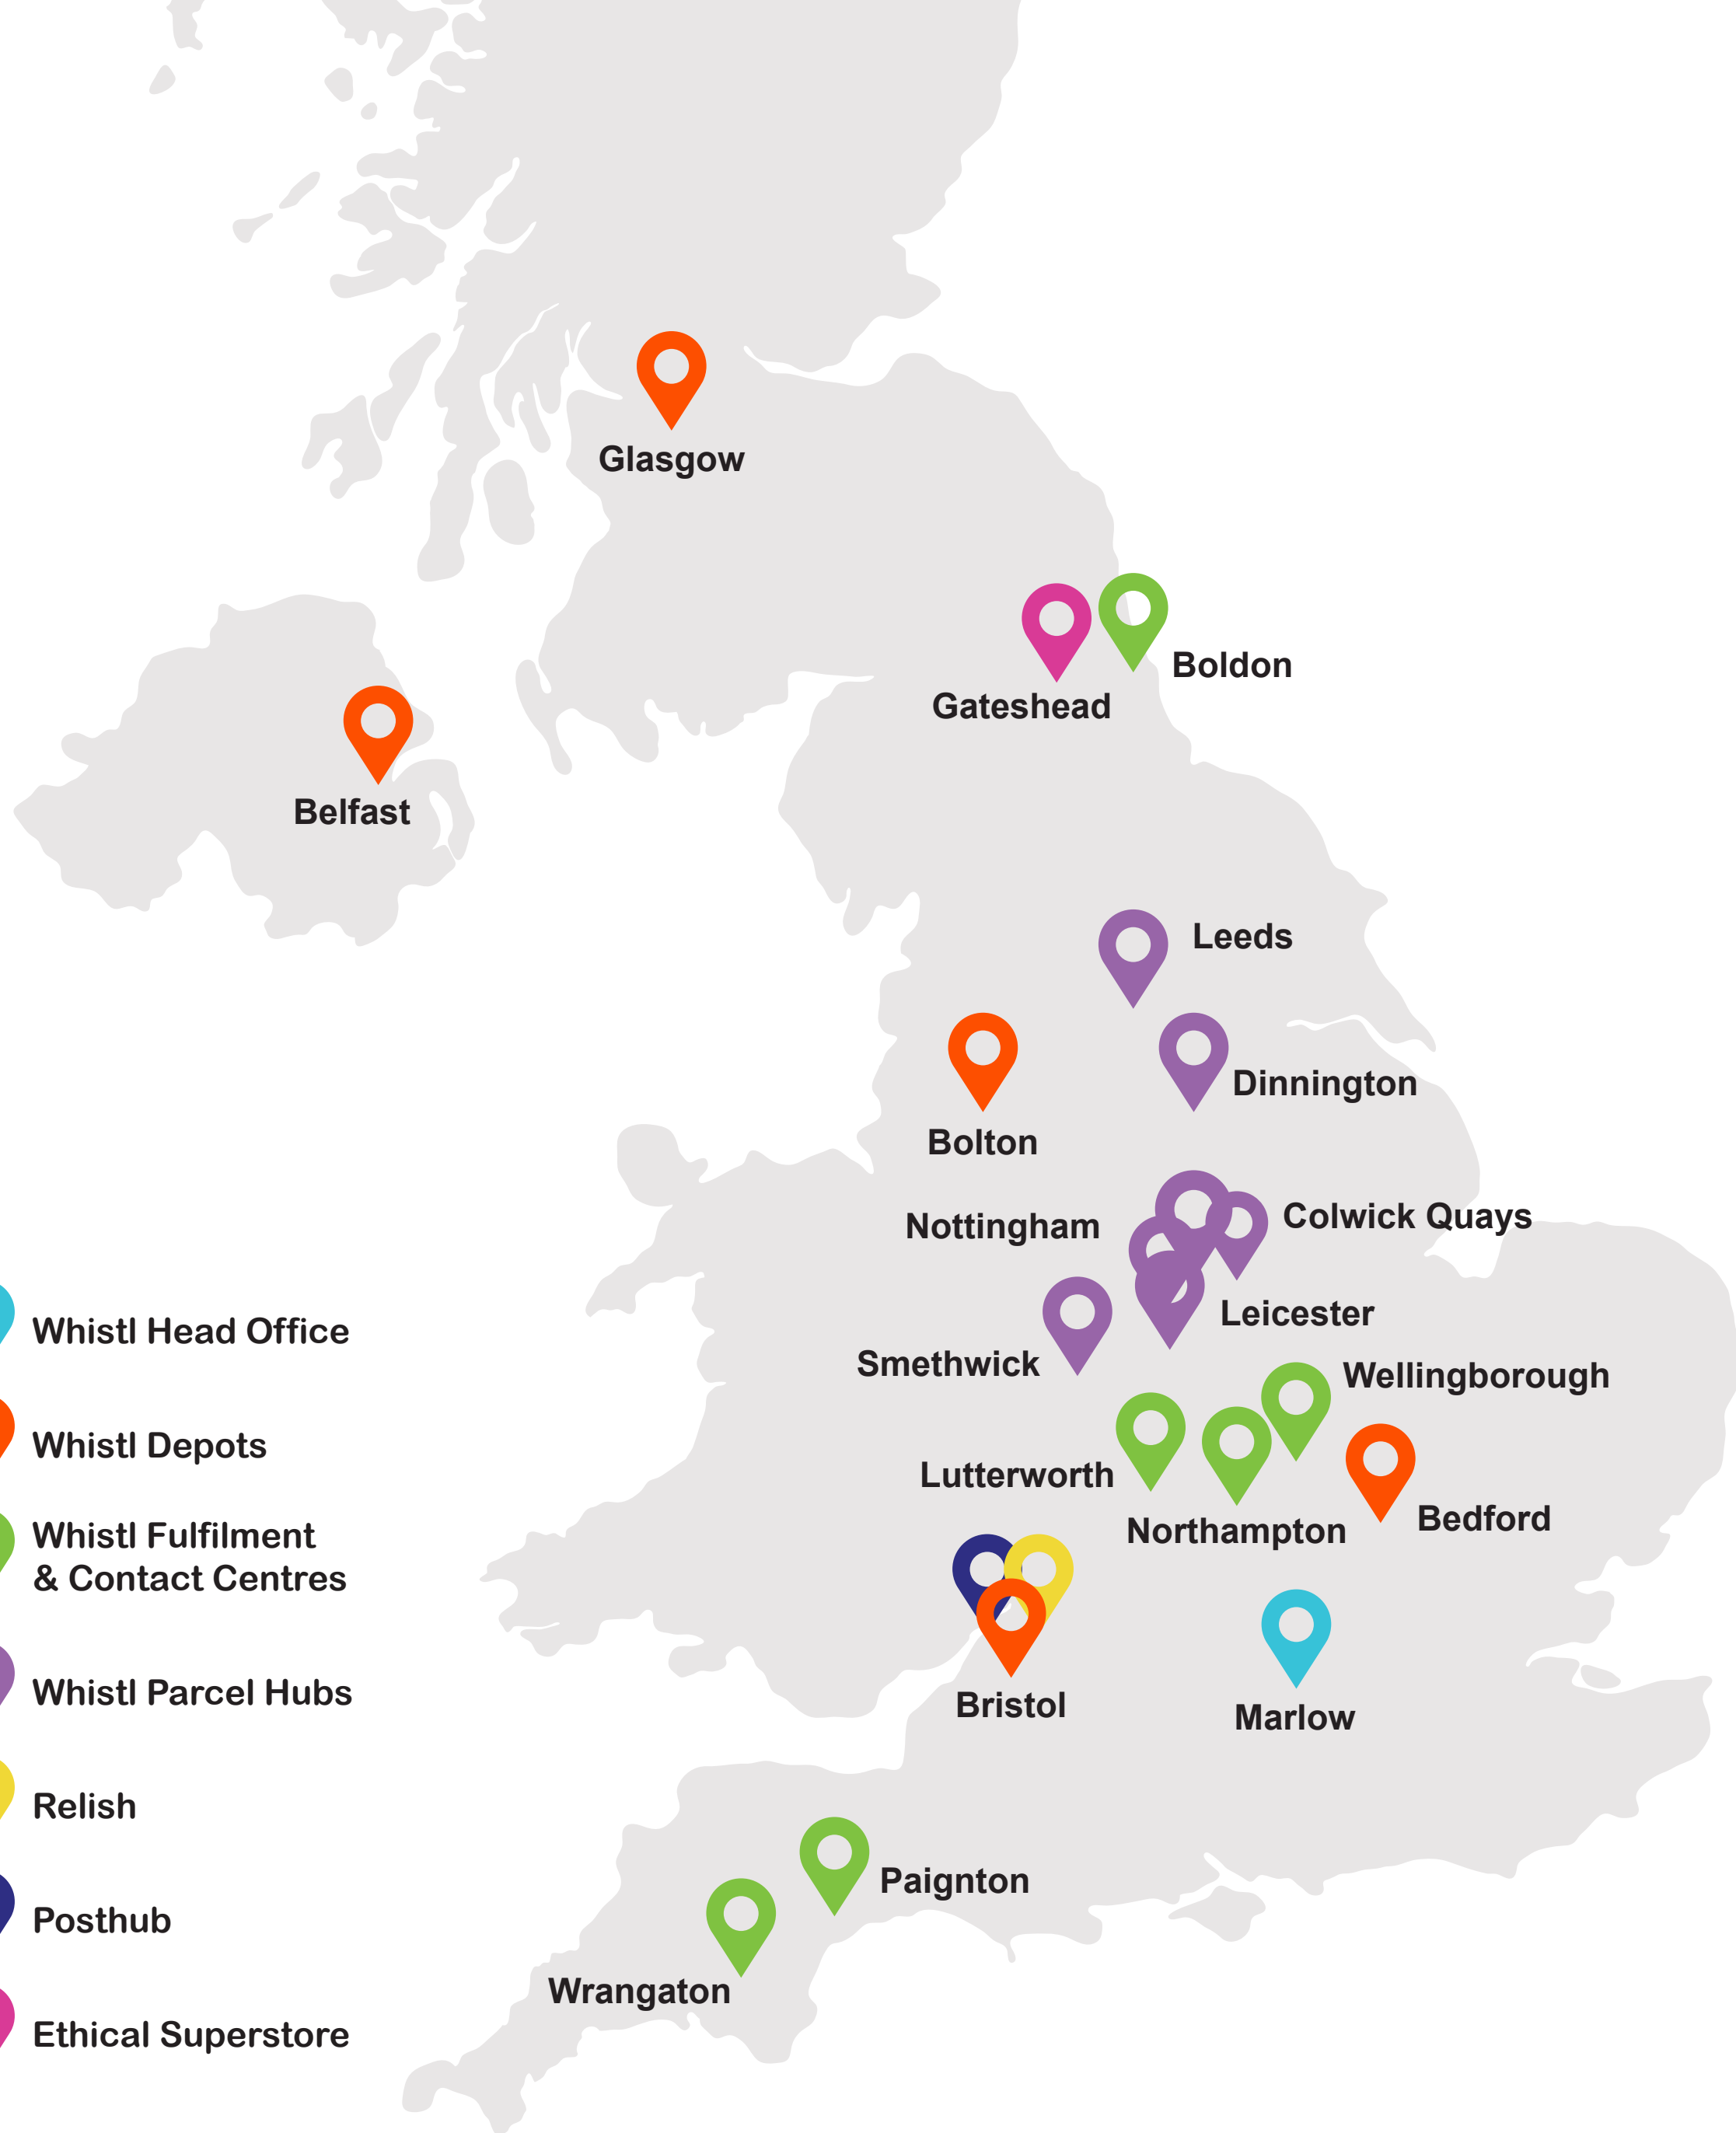 Glasgow
Boldon
Gateshead
Belfast
Leeds
Dinnington
Bolton
Colwick Quays
Nottingham
Leicester
Smethwick
Wellingborough
Lutterworth
Bedford
Northampton
Bristol
Marlow
Paignton
Wrangaton
Whistl Head Office
Whistl Depots
Whistl Fulfilment
& Contact Centres
Whistl Parcel Hubs
Relish
Posthub
Ethical Superstore